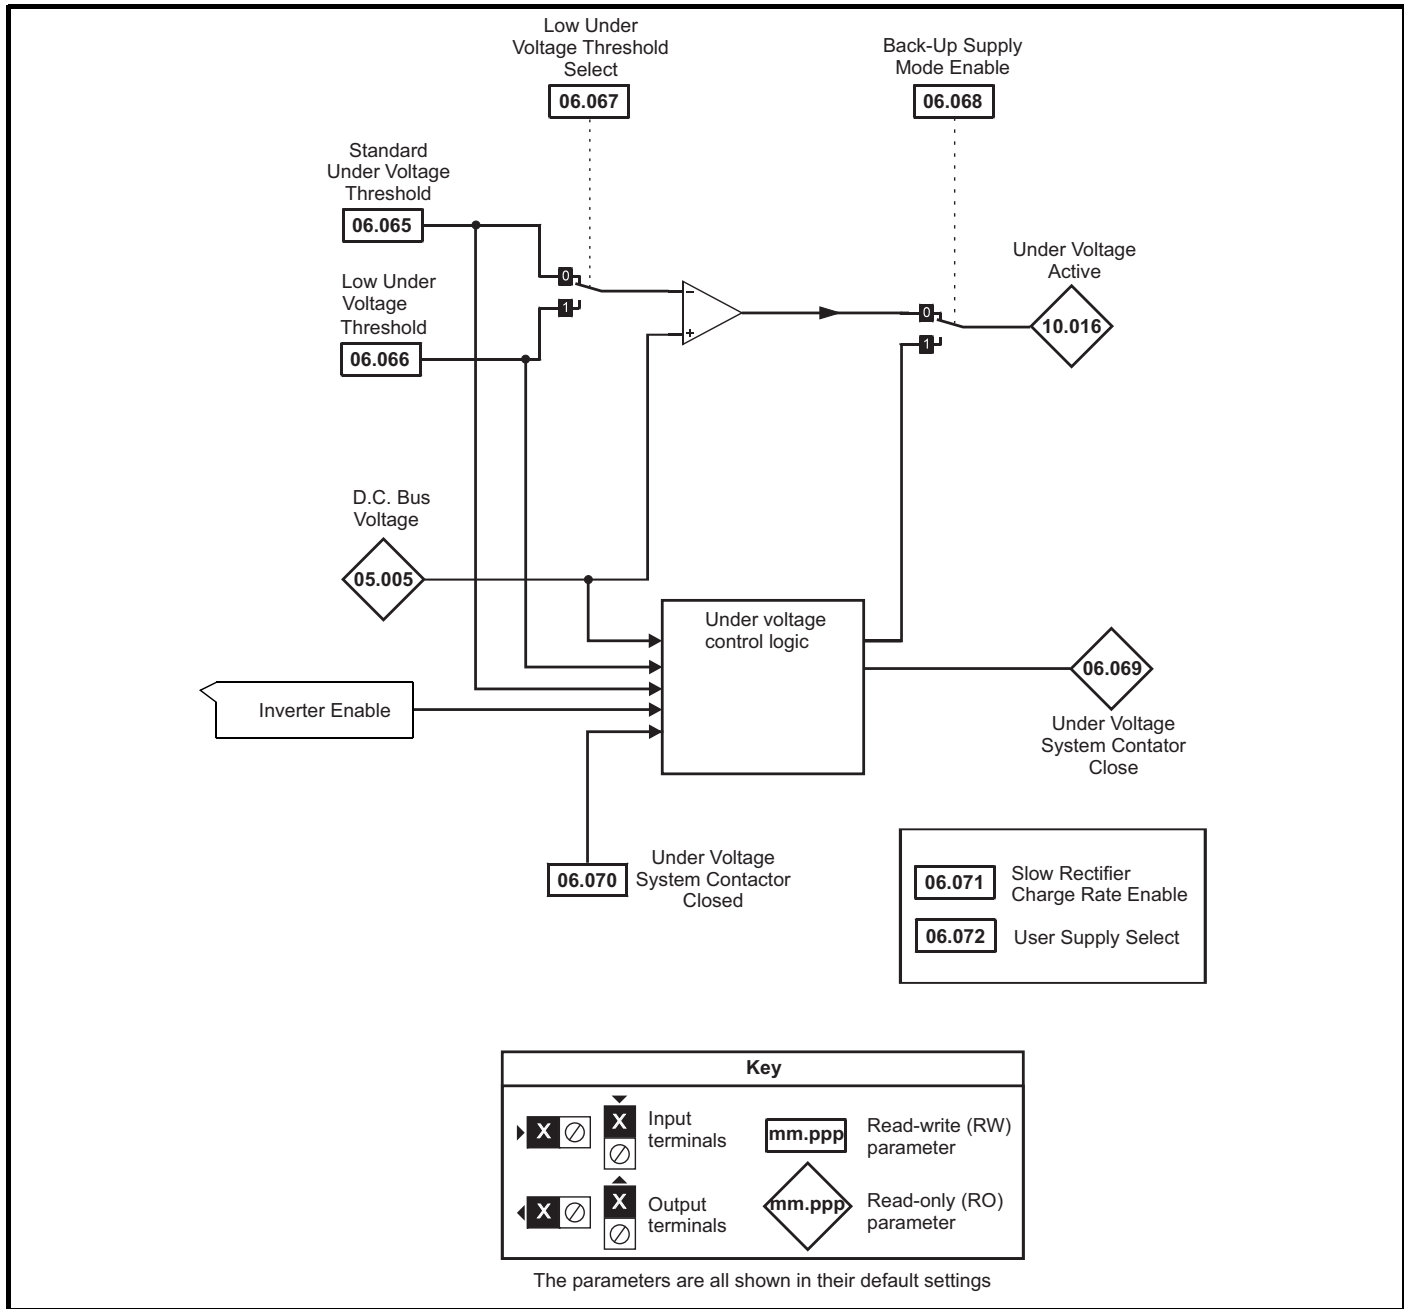 Low Under
Voltage Threshold
Select
06.067
Back-Up Supply
Mode Enable
06.068
Standard
Under Voltage
Threshold
06.065
Low Under
Voltage
Threshold
06.066
0
1
−
+
0
1
Under Voltage
Active
10.016
D.C. Bus
Voltage
05.005
Under voltage
control logic
Inverter Enable
06.069
Under Voltage
System Contator
Close
06.070
Under Voltage
System Contactor
Closed
06.071
Slow Rectifier
Charge Rate Enable
06.072
User Supply Select
Key
X
X
Input
terminals
mm.ppp
Read-write (RW)
parameter
X
X
Output
terminals
mm.ppp
Read-only (RO)
parameter
The parameters are all shown in their default settings